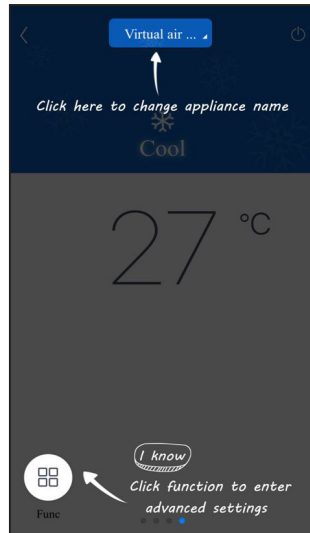 Virtual air ...
Click here to change appliance name
Cool
27 °C
I know
Click function to enter
advanced settings
Func